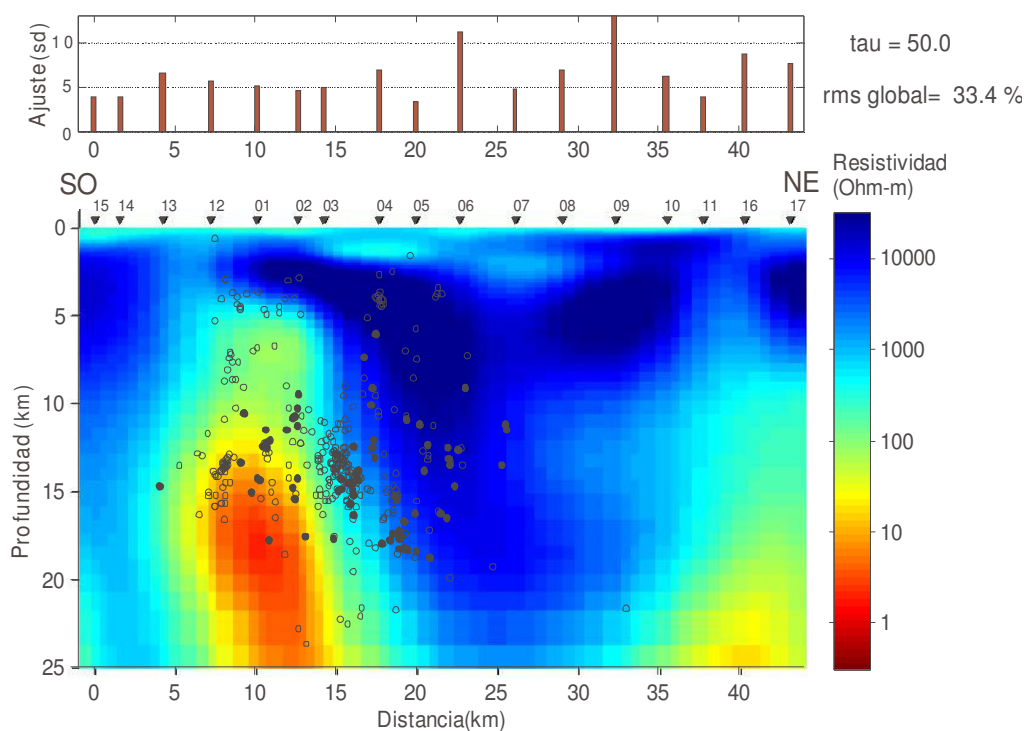 Ajuste(sd)
10
5
0
0 5 10 15 20 25 30 35 40
tau = 50.0
rms global= 33.4 %
SO
NE
15 14 13 12 01 02 03 04 05 06 07 08 09 10 11 16 17
Profundidad (km)
0
5
10
15
20
25
0 5 10 15 20 25 30 35 40
Distancia(km)
Resistividad
(Ohm-m)
10000
1000
100
10
1